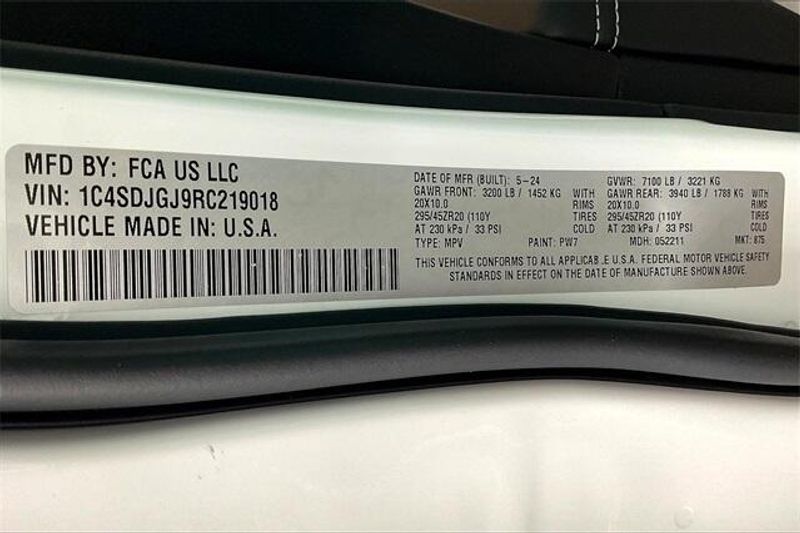 MFD BY: FCA US LLC
VIN: 1C4SDJGJ9RC219018
VEHICLE MADE IN: U.S.A.
DATE OF MFR (BUILT): 5-24 GVWR: 7100 LB / 3221 KG
GAWR FRONT: 3200 LB / 1452 KG WITH GAWR REAR: 3940 LB / 1788 KG WITH
20X10.0 RIMS 20X10.0 RIMS
295/45ZR20 (110Y TIRES 295/45ZR20 (110Y TIRES
AT 230 kPa / 33 PSI COLD AT 230 kPa / 33 PSI COLD
TYPE: MPV PAINT: PW7 MDH: 052211 MKT: 875
THIS VEHICLE CONFORMS TO ALL APPLICAB.E U.S.A. FEDERAL MOTOR VEHICLE SAFETY
STANDARDS IN EFFECT ON THE DATE OF MANUFACTURE SHOWN ABOVE.